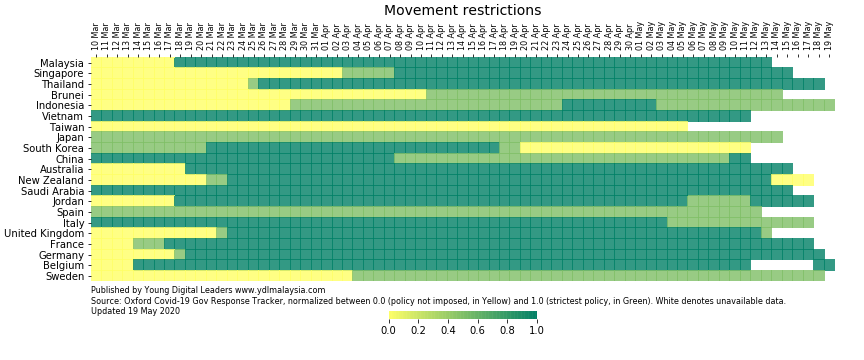 Movement restrictions
10 Mar
11 Mar
12 Mar
13 Mar
14 Mar
15 Mar
16 Mar
17 Mar
18 Mar
19 Mar
20 Mar
21 Mar
22 Mar
23 Mar
24 Mar
25 Mar
26 Mar
27 Mar
28 Mar
29 Mar
30 Mar
31 Mar
01 Apr
02 Apr
03 Apr
04 Apr
05 Apr
06 Apr
07 Apr
08 Apr
09 Apr
10 Apr
11 Apr
12 Apr
13 Apr
14 Apr
15 Apr
16 Apr
17 Apr
18 Apr
19 Apr
20 Apr
21 Apr
22 Apr
23 Apr
24 Apr
25 Apr
26 Apr
27 Apr
28 Apr
29 Apr
30 Apr
01 May
02 May
03 May
04 May
05 May
06 May
07 May
08 May
09 May
10 May
11 May
12 May
13 May
14 May
15 May
16 May
17 May
18 May
19 May
Malaysia
Singapore
Thailand
Brunei
Indonesia
Vietnam
Taiwan
Japan
South Korea
China
Australia
New Zealand
Saudi Arabia
Jordan
Spain
Italy
United Kingdom
France
Germany
Belgium
Sweden
Published by Young Digital Leaders www.ydlmalaysia.com
Source: Oxford Covid-19 Gov Response Tracker, normalized between 0.0 (policy not imposed, in Yellow) and 1.0 (strictest policy, in Green). White denotes unavailable data.
Updated 19 May 2020
0.0 0.2 0.4 0.6 0.8 1.0